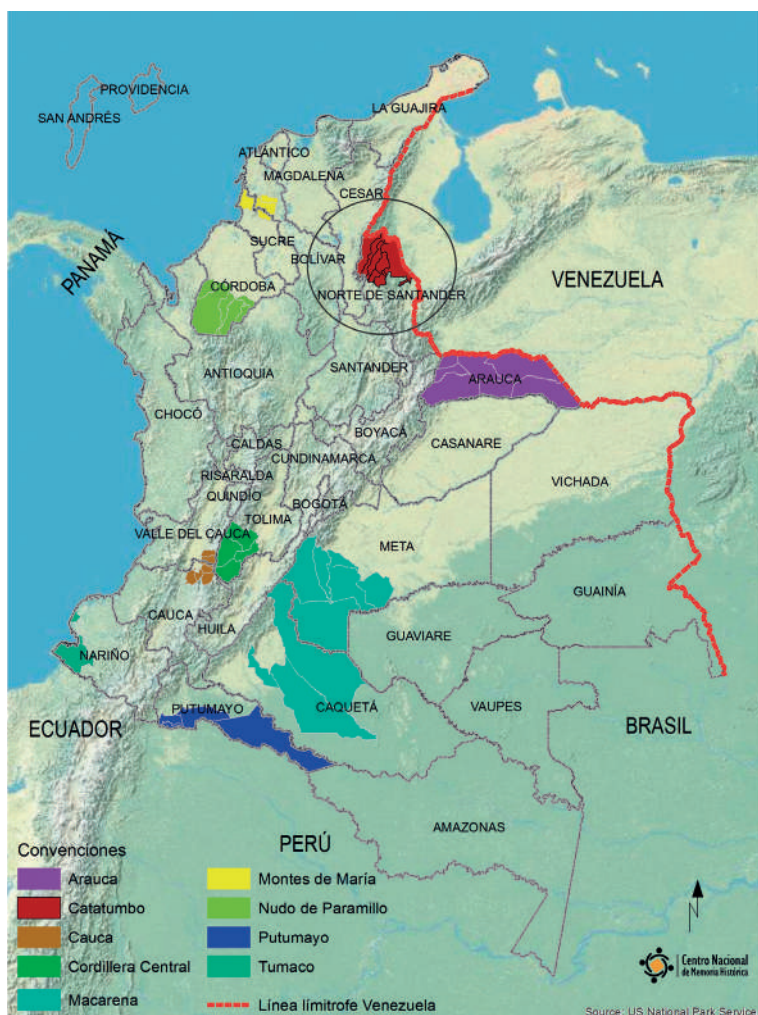 PROVIDENCIA
SAN ANDRÉS
LA GUAJIRA
ATLÁNTICO
MAGDALENA
CESAR
PANAMÁ
SUCRE
BOLÍVAR
CÓRDOBA
NORTE DE SANTANDER
VENEZUELA
ANTIOQUIA
SANTANDER
ARAUCA
CHOCÓ
BOYACÁ
CALDAS
CUNDINAMARCA
CASANARE
RISARALDA
VICHADA
QUINDÍO
BOGOTÁ
TOLIMA
VALLE DEL CAUCA
META
GUAINÍA
CAUCA
HUILA
GUAVIARE
NARIÑO
PUTUMAYO
CAQUETÁ
VAUPES
ECUADOR
BRASIL
AMAZONAS
PERÚ
Convenciones
Arauca
Catatumbo
Cauca
Cordillera Central
Macarena
Montes de María
Nudo de Paramillo
Putumayo
Tumaco
Línea límitrofe Venezuela
N
Centro Nacional
de Memoria Histórica
Source: US National Park Service